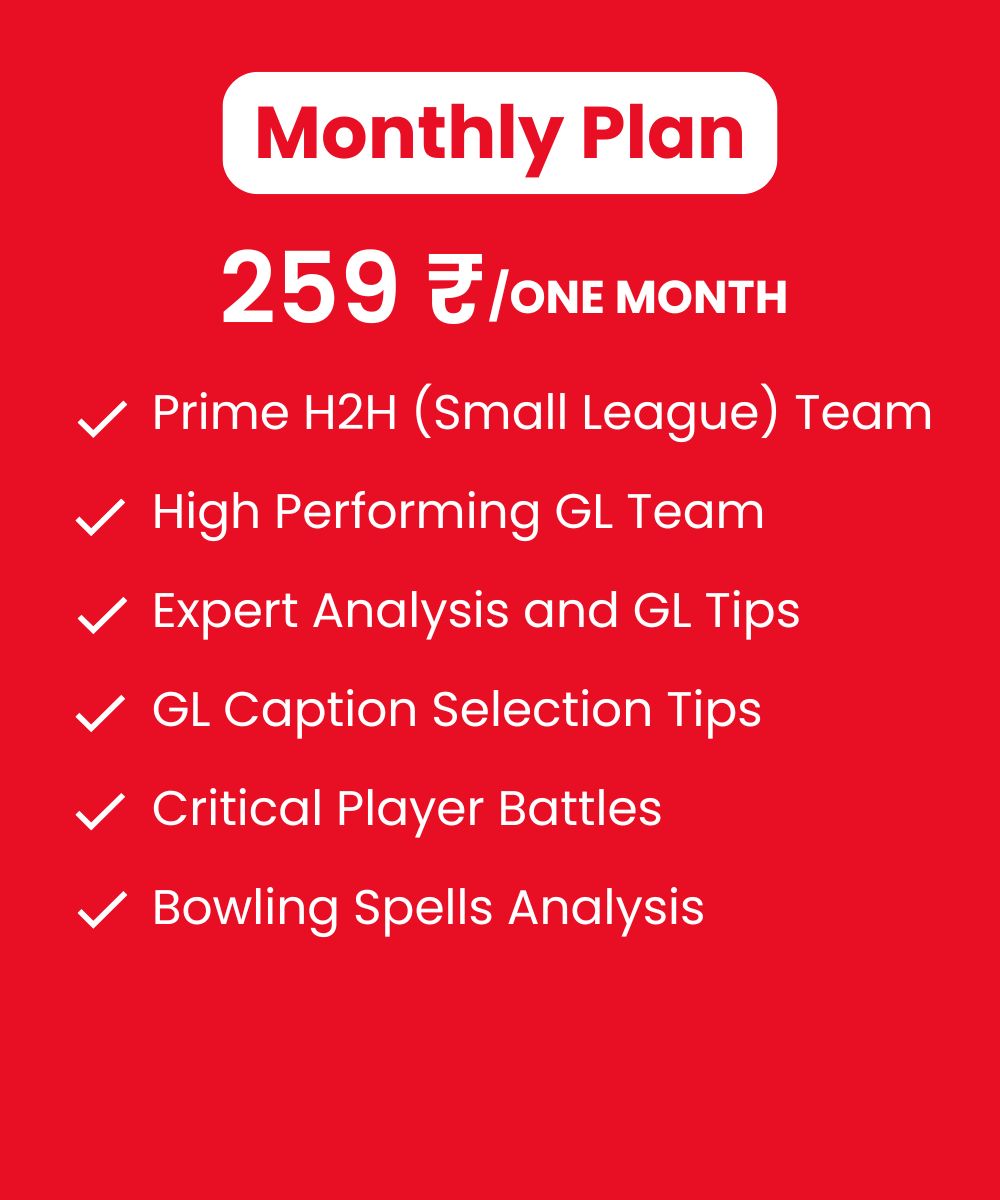 Monthly Plan
259 ₹/ONE MONTH
Prime H2H (Small League) Team
High Performing GL Team
Expert Analysis and GL Tips
GL Caption Selection Tips
Critical Player Battles
Bowling Spells Analysis